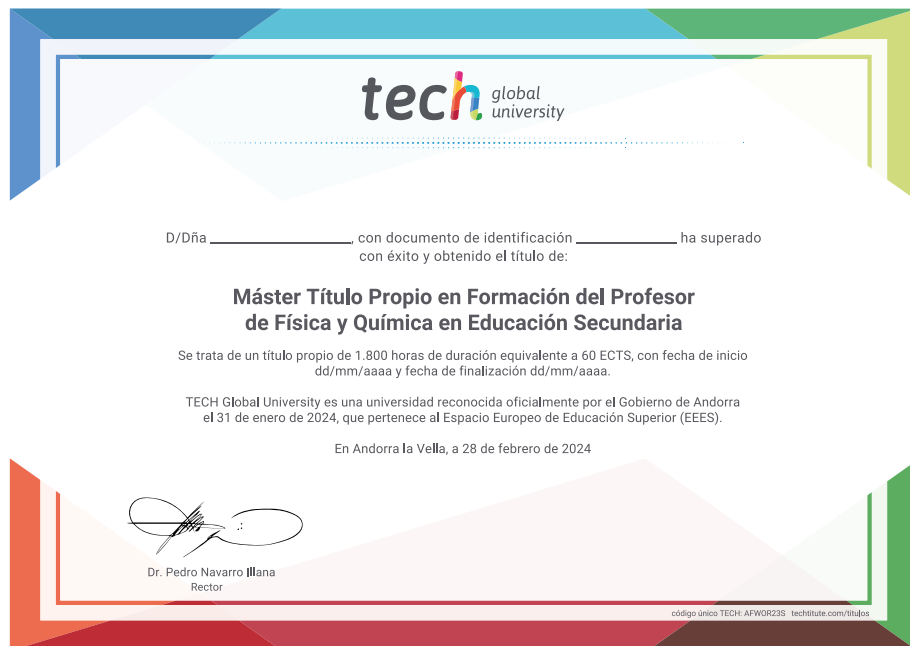 tech global
university
D/Dña ____________________, con documento de identificación ______________ ha superado
con éxito y obtenido el título de:
Máster Título Propio en Formación del Profesor
de Física y Química en Educación Secundaria
Se trata de un título propio de 1.800 horas de duración equivalente a 60 ECTS, con fecha de inicio
dd/mm/aaaa y fecha de finalización dd/mm/aaaa.
TECH Global University es una universidad reconocida oficialmente por el Gobierno de Andorra
el 31 de enero de 2024, que pertenece al Espacio Europeo de Educación Superior (EEES).
En Andorra la Vella, a 28 de febrero de 2024
Dr. Pedro Navarro Illana
Rector
código único TECH: AFWOR23S techtitute.com/titulos